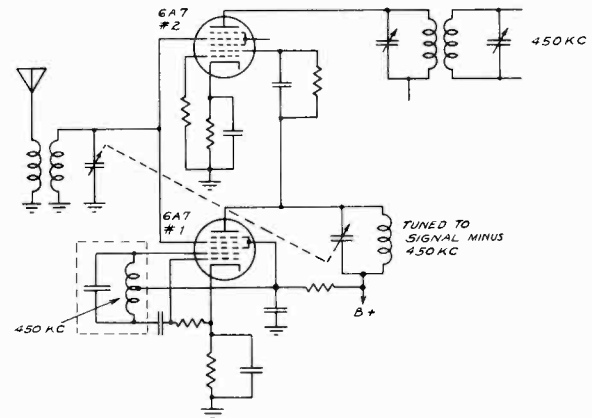 6A7
#2
450 KC
6A7
#1
TUNED TO
SIGNAL MINUS
450 KC
450 KC
B+